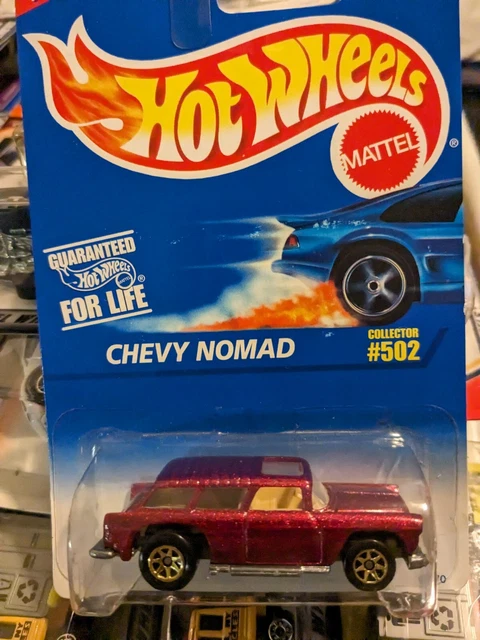 HOT WHEELS
MATTEL
®
GUARANTEED
Hot Wheels®
FOR LIFE
CHEVY NOMAD
COLLECTOR
#502